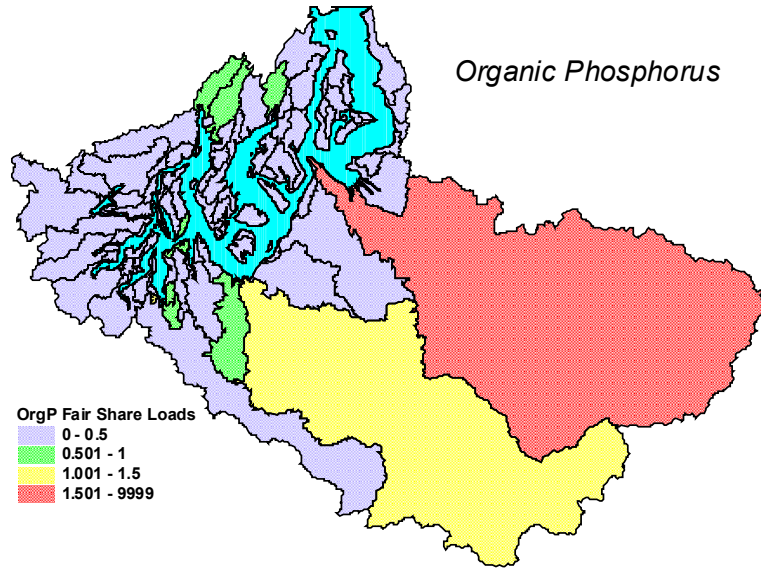 Organic Phosphorus
OrgP Fair Share Loads
0 - 0.5
0.501 - 1
1.001 - 1.5
1.501 - 9999